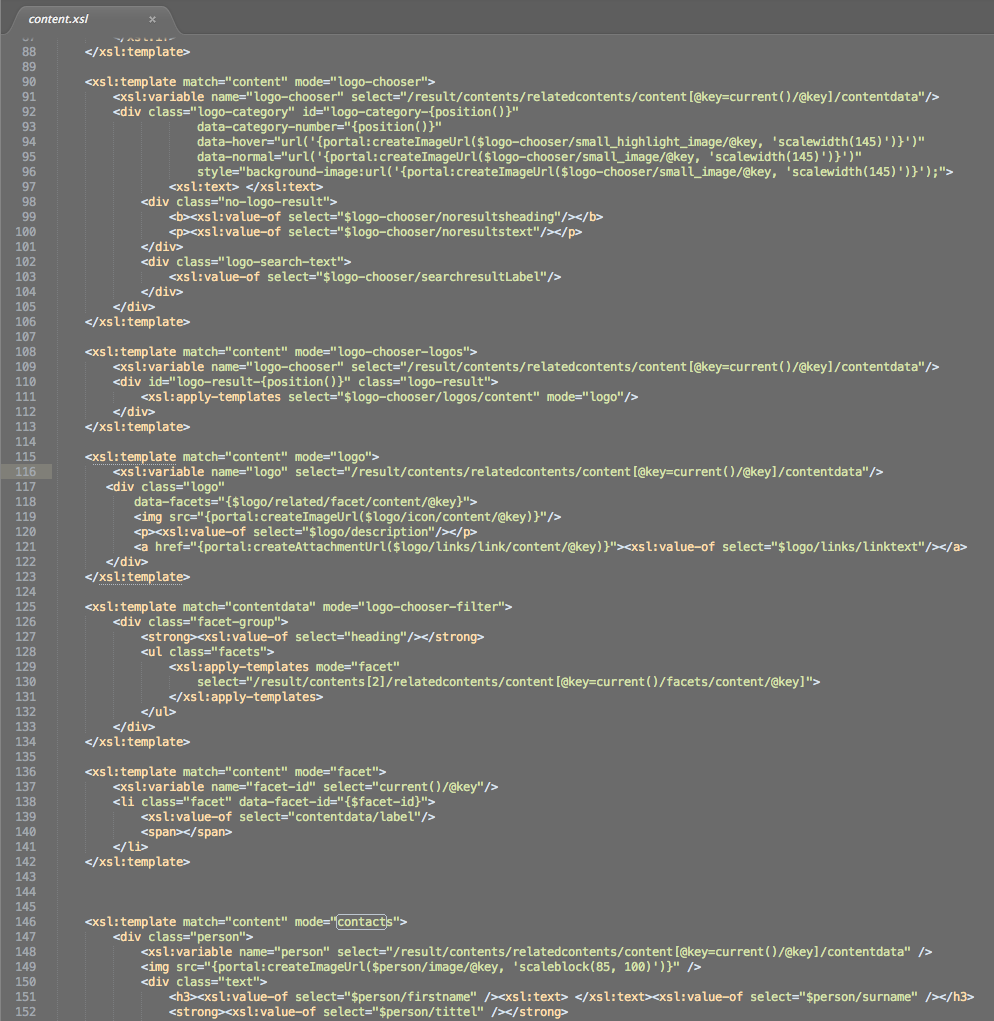 content.xsl ×
87 </xsl:if>
88 </xsl:template>
89
90 <xsl:template match="content" mode="logo-chooser">
91 <xsl:variable name="logo-chooser" select="/result/contents/relatedcontents/content[@key=current()/@key]/contentdata"/>
92 <div class="logo-category" id="logo-category-{position()}"
93 data-category-number="{position()}"
94 data-hover="url('{portal:createImageUrl($logo-chooser/small_highlight_image/@key, 'scalewidth(145)')}')"
95 data-normal="url('{portal:createImageUrl($logo-chooser/small_image/@key, 'scalewidth(145)')}')"
96 style="background-image:url('{portal:createImageUrl($logo-chooser/small_image/@key, 'scalewidth(145)')}');">
97 <xsl:text> </xsl:text>
98 <div class="no-logo-result">
99 <b><xsl:value-of select="$logo-chooser/noresultsheading"/></b>
100 <p><xsl:value-of select="$logo-chooser/noresultstext"/></p>
101 </div>
102 <div class="logo-search-text">
103 <xsl:value-of select="$logo-chooser/searchresultLabel"/>
104 </div>
105 </div>
106 </xsl:template>
107
108 <xsl:template match="content" mode="logo-chooser-logos">
109 <xsl:variable name="logo-chooser" select="/result/contents/relatedcontents/content[@key=current()/@key]/contentdata"/>
110 <div id="logo-result-{position()}" class="logo-result">
111 <xsl:apply-templates select="$logo-chooser/logos/content" mode="logo"/>
112 </div>
113 </xsl:template>
114
115 <xsl:template match="content" mode="logo">
116 <xsl:variable name="logo" select="/result/contents/relatedcontents/content[@key=current()/@key]/contentdata"/>
117 <div class="logo"
118 data-facets="{$logo/related/facet/content/@key}">
119 <img src="{portal:createImageUrl($logo/icon/content/@key)}"/>
120 <p><xsl:value-of select="$logo/description"/></p>
121 <a href="{portal:createAttachmentUrl($logo/links/link/content/@key)}"><xsl:value-of select="$logo/links/linktext"/></a>
122 </div>
123 </xsl:template>
124
125 <xsl:template match="contentdata" mode="logo-chooser-filter">
126 <div class="facet-group">
127 <strong><xsl:value-of select="heading"/></strong>
128 <ul class="facets">
129 <xsl:apply-templates mode="facet"
130 select="/result/contents[2]/relatedcontents/content[@key=current()/facets/content/@key]">
131 </xsl:apply-templates>
132 </ul>
133 </div>
134 </xsl:template>
135
136 <xsl:template match="content" mode="facet">
137 <xsl:variable name="facet-id" select="current()/@key"/>
138 <li class="facet" data-facet-id="{$facet-id}">
139 <xsl:value-of select="contentdata/label"/>
140 <span></span>
141 </li>
142 </xsl:template>
143
144
145
146 <xsl:template match="content" mode="contacts">
147 <div class="person">
148 <xsl:variable name="person" select="/result/contents/relatedcontents/content[@key=current()/@key]/contentdata" />
149 <img src="{portal:createImageUrl($person/image/@key, 'scaleblock(85, 100)')}" />
150 <div class="text">
151 <h3><xsl:value-of select="$person/firstname" /><xsl:text> </xsl:text><xsl:value-of select="$person/surname" /></h3>
152 <strong><xsl:value-of select="$person/tittel" /></strong>